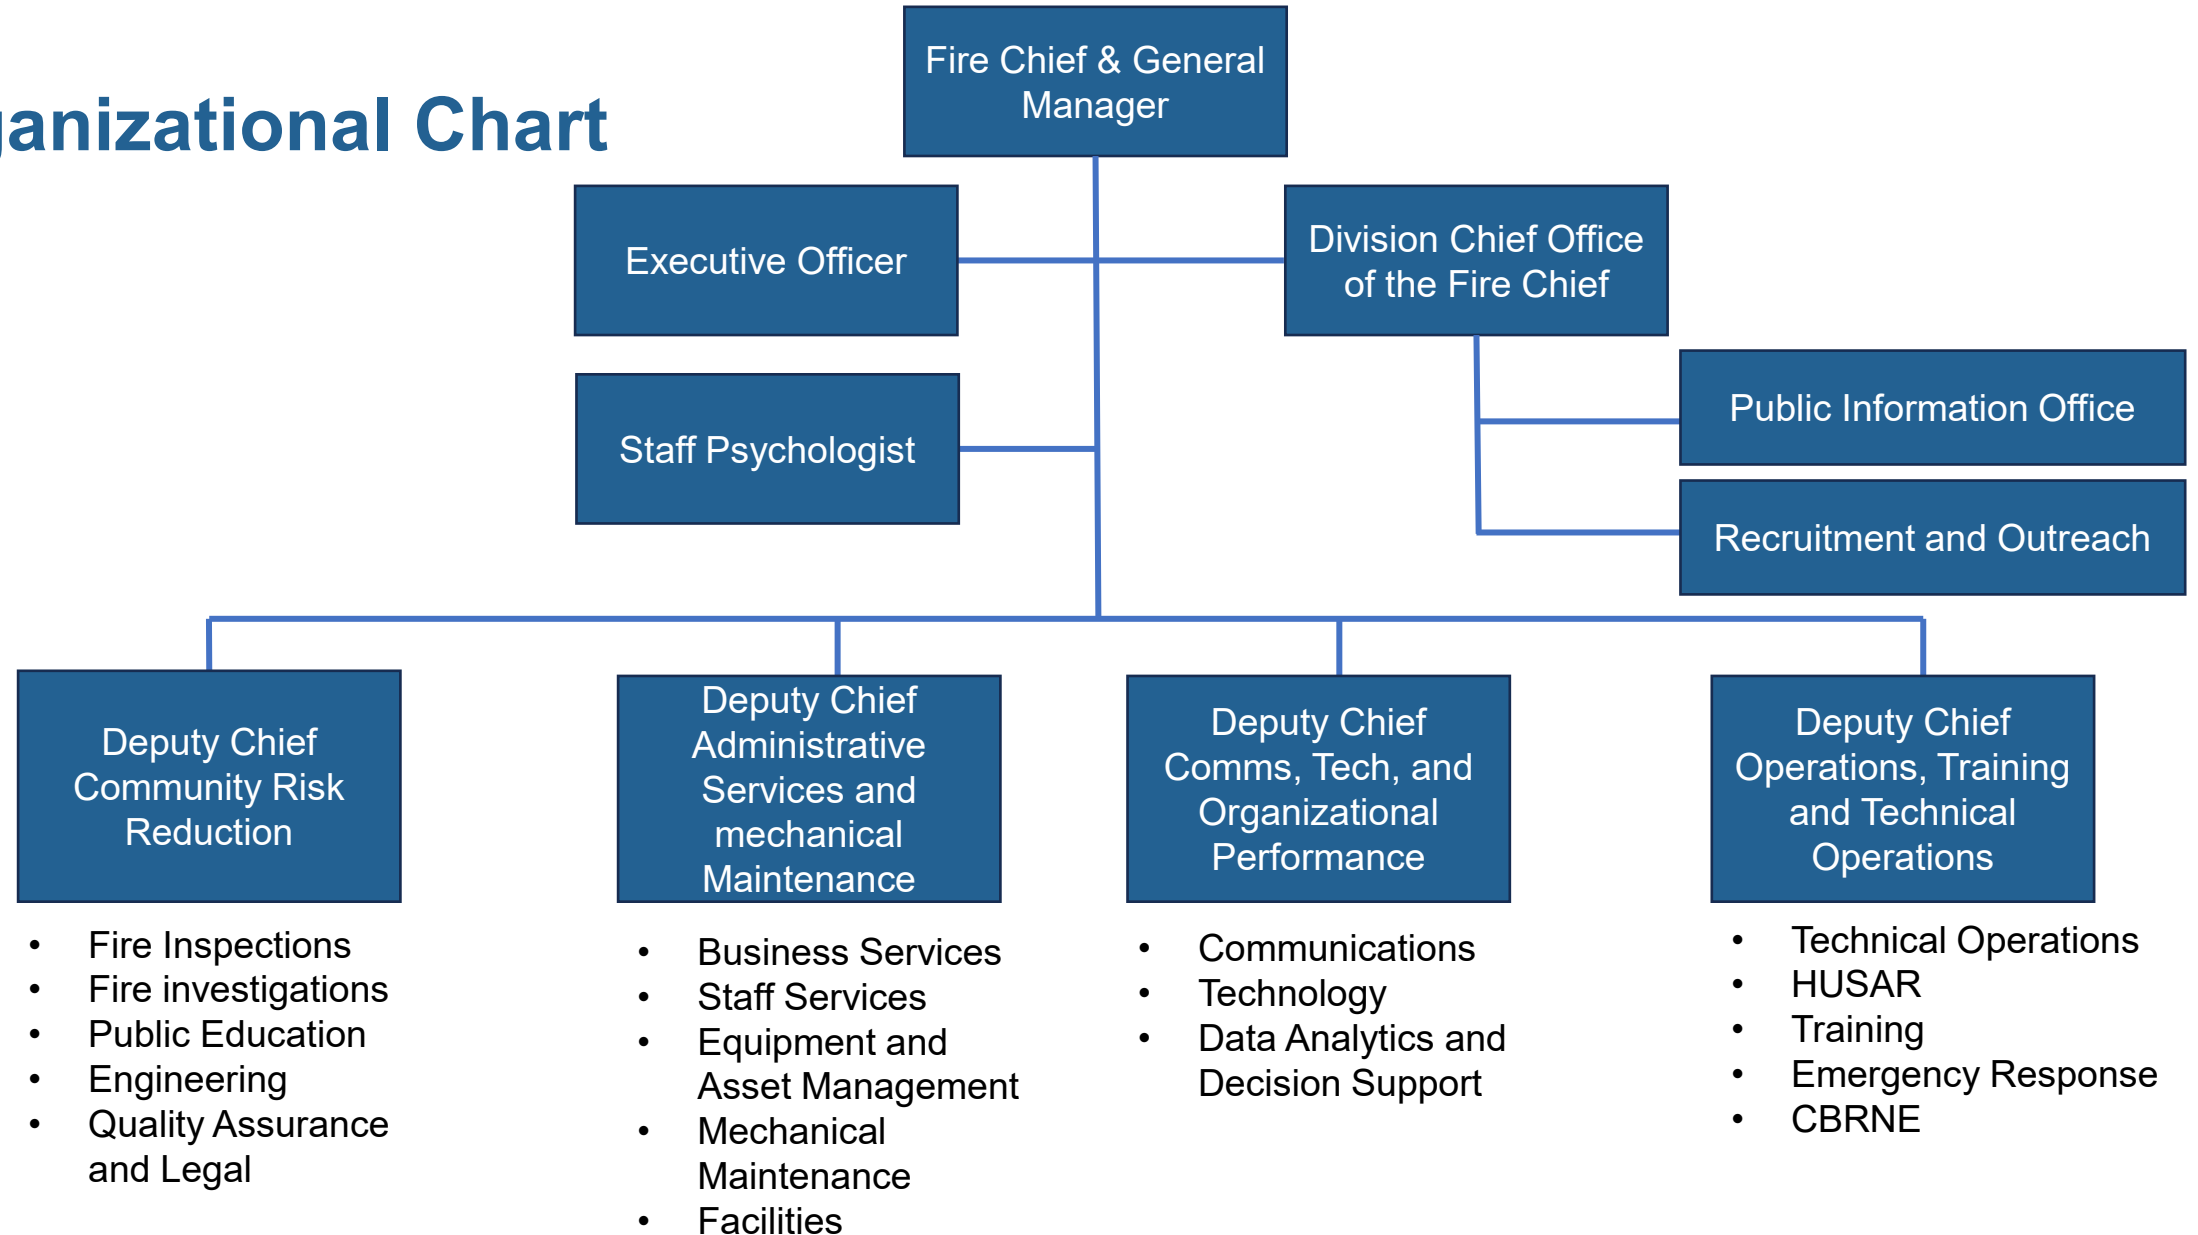 Fire Chief & General
Manager
ganizational Chart
Executive Officer
Division Chief Office
of the Fire Chief
Staff Psychologist
Public Information Office
Recruitment and Outreach
Deputy Chief
Community Risk
Reduction
• Fire Inspections
• Fire investigations
• Public Education
• Engineering
• Quality Assurance
and Legal
Deputy Chief
Administrative
Services and
mechanical
Maintenance
• Business Services
• Staff Services
• Equipment and
Asset Management
• Mechanical
Maintenance
• Facilities
Deputy Chief
Comms, Tech, and
Organizational
Performance
• Communications
• Technology
• Data Analytics and
Decision Support
Deputy Chief
Operations, Training
and Technical
Operations
• Technical Operations
• HUSAR
• Training
• Emergency Response
• CBRNE